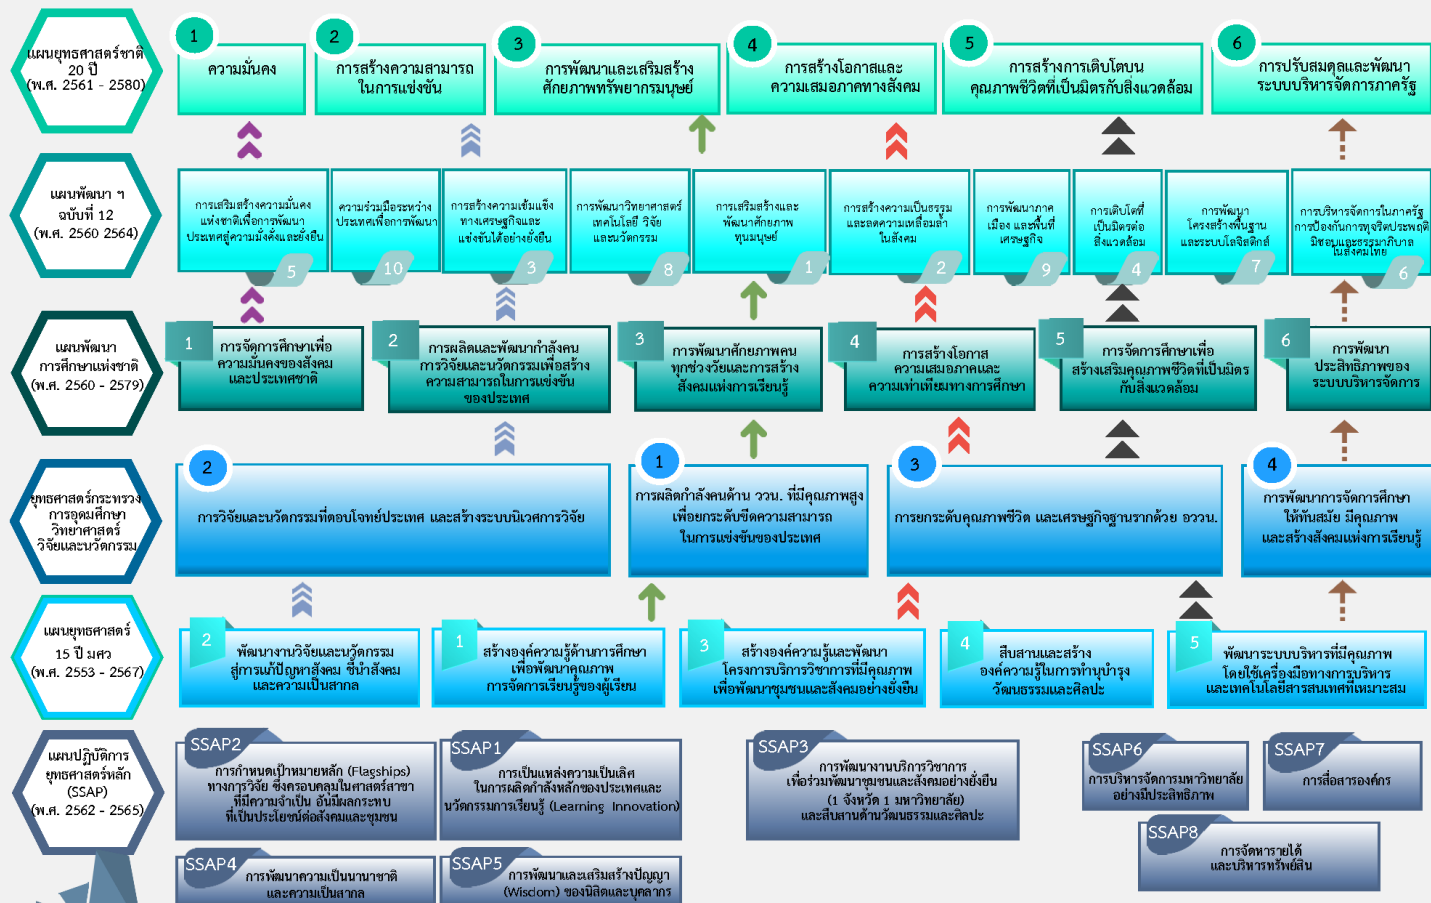 แผนยุทธศาสตร์ชาติ
20 ปี
(พ.ศ. 2561 - 2580)
1
ความมั่นคง
2
การสร้างความสามารถ
ในการแข่งขัน
3
การพัฒนาและเสริมสร้าง
ศักยภาพทรัพยากรมนุษย์
4
การสร้างโอกาสและ
ความเสมอภาคทางสังคม
5
การสร้างการเติบโตบน
คุณภาพชีวิตที่เป็นมิตรกับสิ่งแวดล้อม
6
การปรับสมดุลและพัฒนา
ระบบบริหารจัดการภาครัฐ
แผนพัฒนา ฯ
ฉบับที่ 12
(พ.ศ. 2560 2564)
การเสริมสร้างความมั่นคง
แห่งชาติเพื่อการพัฒนา
ประเทศสู่ความมั่งคั่งและยั่งยืน
5
ความร่วมมือระหว่าง
ประเทศเพื่อการพัฒนา
10
การสร้างความเข้มแข็ง
ทางเศรษฐกิจและ
แข่งขันได้อย่างยั่งยืน
3
การพัฒนาวิทยาศาสตร์
เทคโนโลยี วิจัย
และนวัตกรรม
8
การเสริมสร้างและ
พัฒนาศักยภาพ
ทุนมนุษย์
1
การสร้างความเป็นธรรม
และลดความเหลื่อมล้ำ
ในสังคม
2
การพัฒนาภาค
เมือง และพื้นที่
เศรษฐกิจ
9
การเติบโตที่
เป็นมิตรต่อ
สิ่งแวดล้อม
4
การพัฒนา
โครงสร้างพื้นฐาน
และระบบโลจิสติกส์
7
การบริหารจัดการในภาครัฐ
การป้องกันการทุจริตประพฤติ
มิชอบและธรรมาภิบาล
ในสังคมไทย
6
แผนพัฒนา
การศึกษาแห่งชาติ
(พ.ศ. 2560 - 2579)
1
การจัดการศึกษาเพื่อ
ความมั่นคงของสังคม
และประเทศชาติ
2
การผลิตและพัฒนากำลังคน
การวิจัยและนวัตกรรมเพื่อสร้าง
ความสามารถในการแข่งขัน
ของประเทศ
3
การพัฒนาศักยภาพคน
ทุกช่วงวัยและการสร้าง
สังคมแห่งการเรียนรู้
4
การสร้างโอกาส
ความเสมอภาคและ
ความเท่าเทียมทางการศึกษา
5
การจัดการศึกษาเพื่อ
สร้างเสริมคุณภาพชีวิตที่เป็นมิตร
กับสิ่งแวดล้อม
6
การพัฒนา
ประสิทธิภาพของ
ระบบบริหารจัดการ
ยุทธศาสตร์กระทรวง
การอุดมศึกษา
วิทยาศาสตร์
วิจัยและนวัตกรรม
2
การวิจัยและนวัตกรรมที่ตอบโจทย์ประเทศ และสร้างระบบนิเวศการวิจัย
1
การผลิตกำลังคนด้าน ววน. ที่มีคุณภาพสูง
เพื่อยกระดับขีดความสามารถ
ในการแข่งขันของประเทศ
3
การยกระดับคุณภาพชีวิต และเศรษฐกิจฐานรากด้วย อววน.
4
การพัฒนาการจัดการศึกษา
ให้ทันสมัย มีคุณภาพ
และสร้างสังคมแห่งการเรียนรู้
แผนยุทธศาสตร์
15 ปี มศว
(พ.ศ. 2553 - 2567)
2
พัฒนางานวิจัยและนวัตกรรม
สู่การแก้ปัญหาสังคม ชี้นำสังคม
และความเป็นสากล
1
สร้างองค์ความรู้ด้านการศึกษา
เพื่อพัฒนาคุณภาพ
การจัดการเรียนรู้ของผู้เรียน
3
สร้างองค์ความรู้และพัฒนา
โครงการบริการวิชาการที่มีคุณภาพ
เพื่อพัฒนาชุมชนและสังคมอย่างยั่งยืน
4
สืบสานและสร้าง
องค์ความรู้ในการทำนุบำรุง
วัฒนธรรมและศิลปะ
5
พัฒนาระบบบริหารที่มีคุณภาพ
โดยใช้เครื่องมือทางการบริหาร
และเทคโนโลยีสารสนเทศที่เหมาะสม
แผนปฏิบัติการ
ยุทธศาสตร์หลัก
(SSAP)
(พ.ศ. 2562 - 2565)
SSAP2
การกำหนดเป้าหมายหลัก (Flagships)
ทางการวิจัย ซึ่งครอบคลุมในศาสตร์สาขา
ที่มีความจำเป็น อันมีผลกระทบ
ที่เป็นประโยชน์ต่อสังคมและชุมชน
SSAP1
การเป็นแหล่งความเป็นเลิศ
ในการผลิตกำลังหลักของประเทศและ
นวัตกรรมการเรียนรู้ (Learning Innovation)
SSAP3
การพัฒนางานบริการวิชาการ
เพื่อร่วมพัฒนาชุมชนและสังคมอย่างยั่งยืน
(1 จังหวัด 1 มหาวิทยาลัย)
และสืบสานด้านวัฒนธรรมและศิลปะ
SSAP6
การบริหารจัดการมหาวิทยาลัย
อย่างมีประสิทธิภาพ
SSAP7
การสื่อสารองค์กร
SSAP8
การจัดหารายได้
และบริหารทรัพย์สิน
SSAP4
การพัฒนาความเป็นนานาชาติ
และความเป็นสากล
SSAP5
การพัฒนาและเสริมสร้างปัญญา
(Wisdom) ของนิสิตและบุคลากร